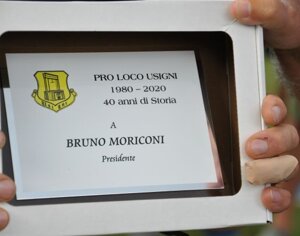 PRO LOCO USIGNI
1980 - 2020
40 anni di Storia
A
BRUNO MORICONI
Presidente